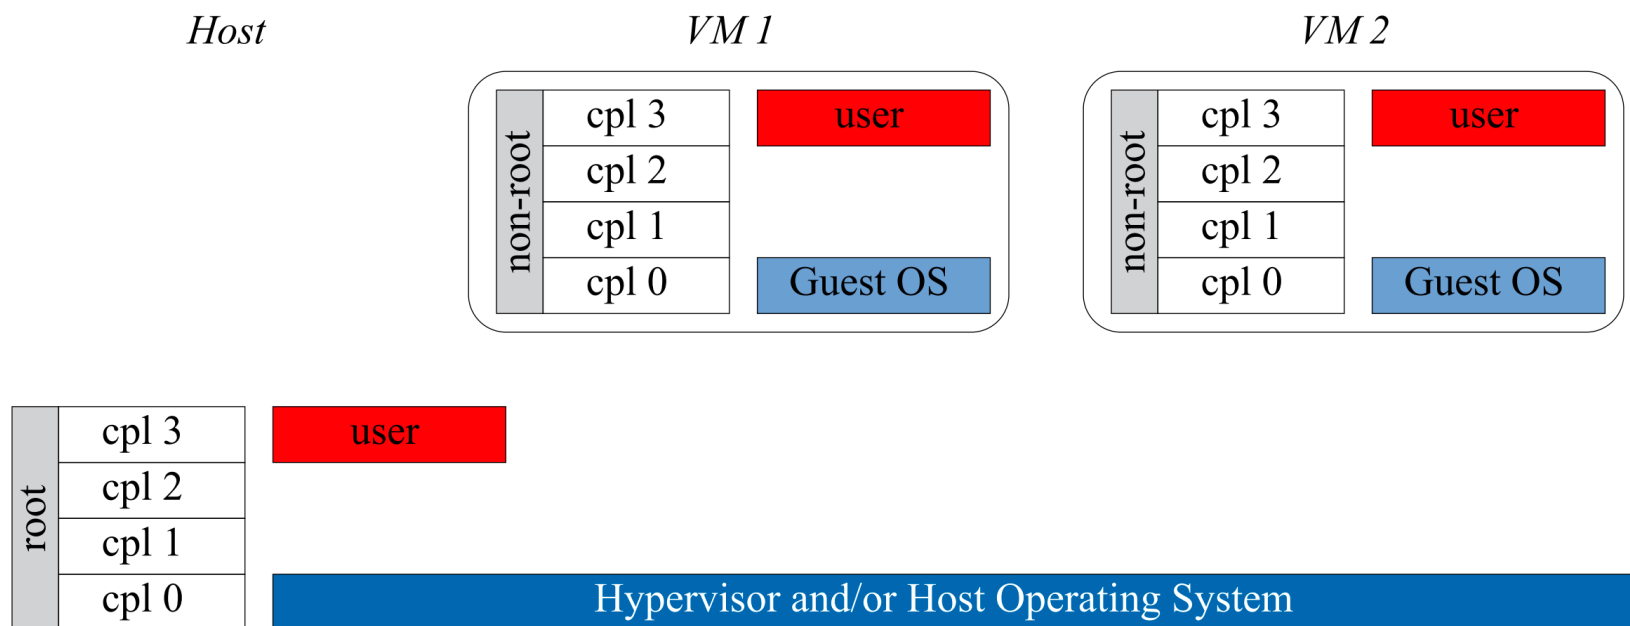 Host
VM 1
VM 2
non-root
cpl 3
user
cpl 2
cpl 1
cpl 0
Guest OS
non-root
cpl 3
user
cpl 2
cpl 1
cpl 0
Guest OS
root
cpl 3
user
cpl 2
cpl 1
cpl 0
Hypervisor and/or Host Operating System